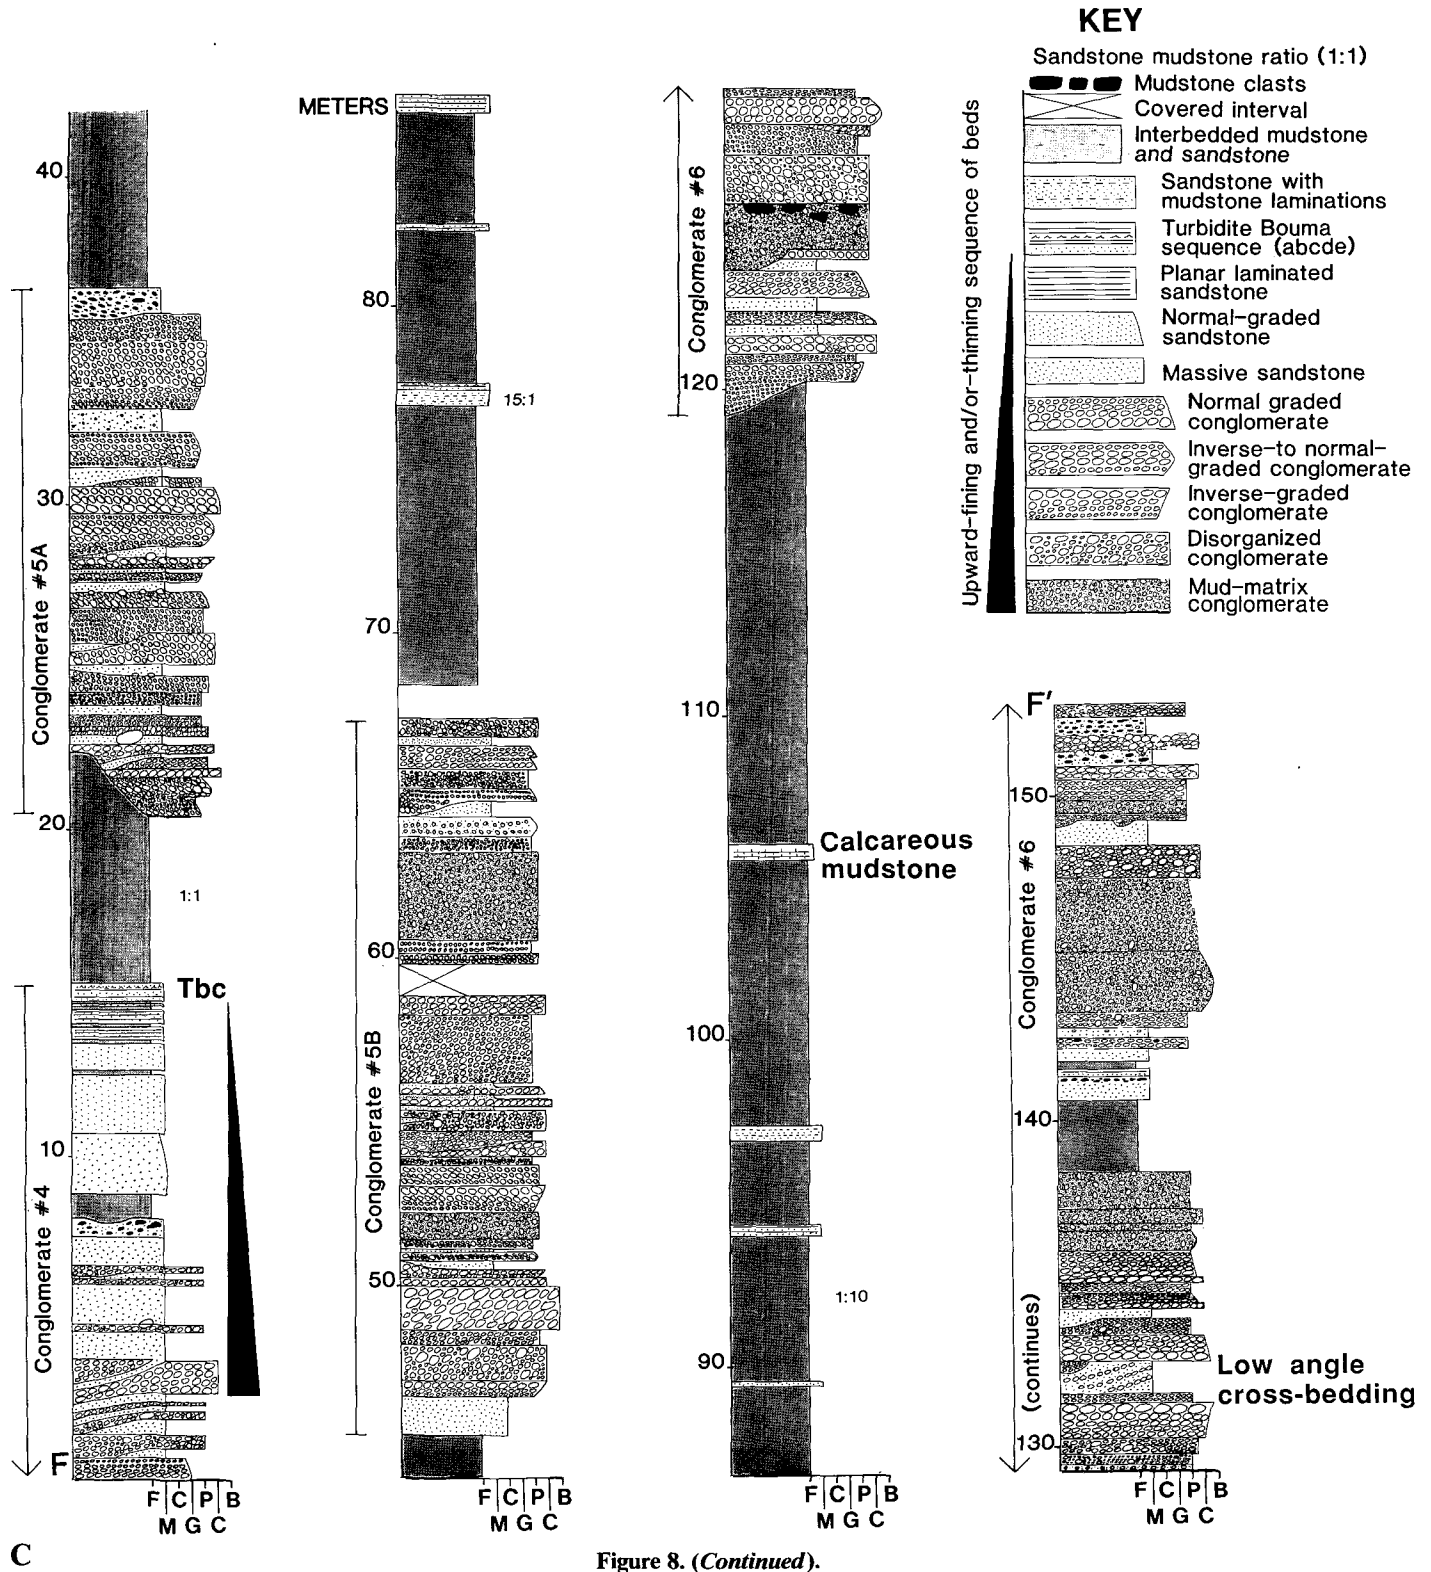 KEY
Sandstone mudstone ratio (1:1)
Mudstone clasts
Covered interval
Interbedded mudstone
and sandstone
Sandstone with
mudstone laminations
Turbidite Bouma
sequence (abcde)
Planar laminated
sandstone
Normal-graded
sandstone
Massive sandstone
Normal graded
conglomerate
Inverse-to normal-
graded conglomerate
Inverse-graded
conglomerate
Disorganized
conglomerate
Mud-matrix
conglomerate
Upward-fining and/or-thinning sequence of beds
40
30
20
10
Conglomerate #5A
1:1
Tbc
Conglomerate #4
F
F C P B
M G C
METERS
80
15:1
70
60
50
Conglomerate #5B
F C P B
M G C
Conglomerate #6
120
110
Calcareous
mudstone
100
1:10
90
F C P B
M G C
F'
150
Conglomerate #6
140
(continues)
Low angle
cross-bedding
130
F C P B
M G C
C
Figure 8. (Continued).